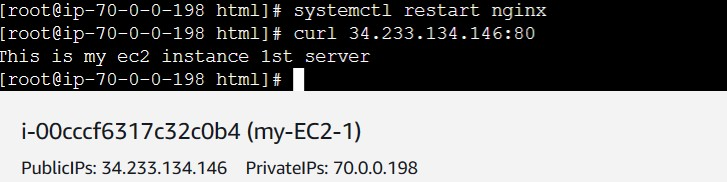 [root@ip-70-0-0-198 html]# systemctl restart nginx
[root@ip-70-0-0-198 html]# curl 34.233.134.146:80
This is my ec2 instance 1st server
[root@ip-70-0-0-198 html]#
i-00cccf6317c32c0b4 (my-EC2-1)
PublicIPs: 34.233.134.146 PrivateIPs: 70.0.0.198